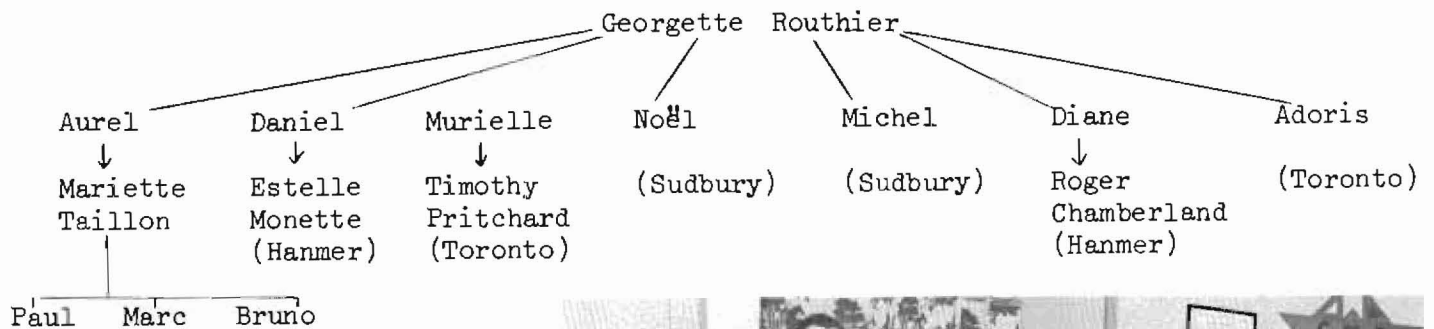 Georgette Routhier
Aurel Daniel Murielle Noël Michel Diane Adoris
↓ ↓ ↓ ↓
Mariette Estelle Timothy (Sudbury) (Sudbury) Roger (Toronto)
Taillon Monette Pritchard Chamberland
(Hanmer) (Toronto) (Hanmer)
Paul Marc Bruno